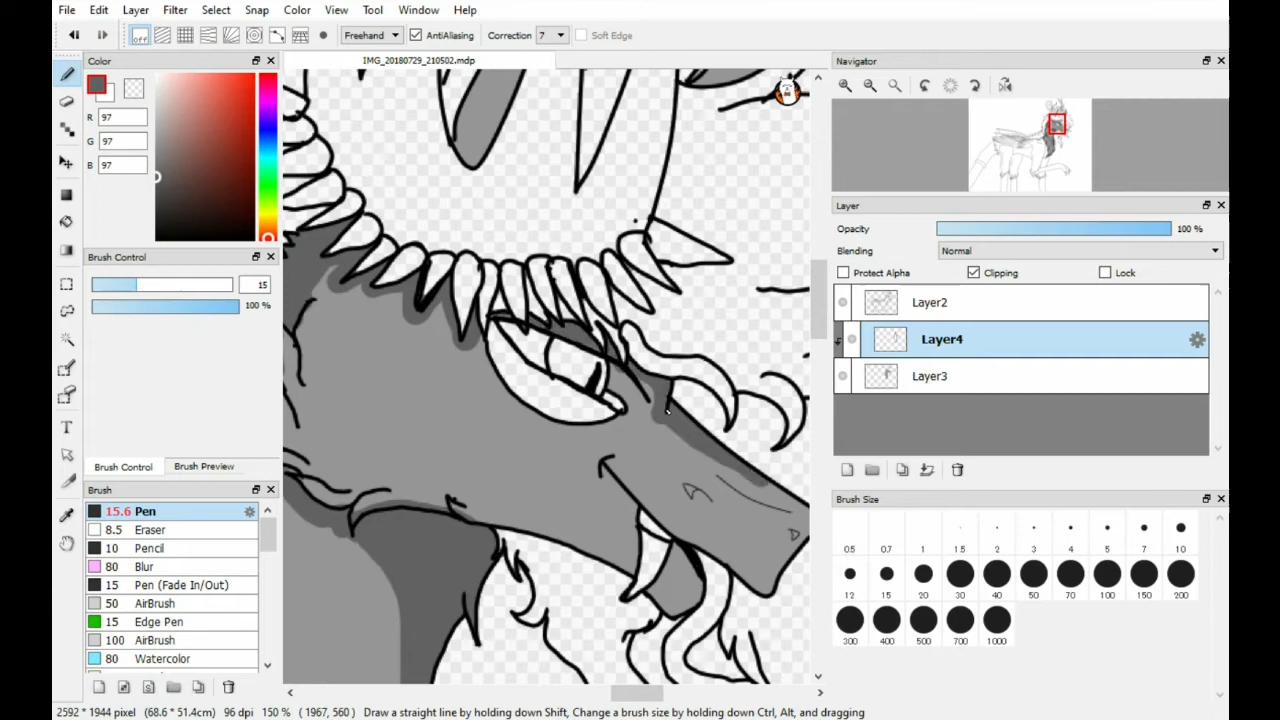 File Edit Layer Filter Select Snap Color View Tool Window Help
off Freehand AntiAliasing Correction 7 Soft Edge
Color
R 97
G 97
B 97
Brush Control
15
100 %
Brush Control Brush Preview
Brush
15.6 Pen
8.5 Eraser
10 Pencil
80 Blur
15 Pen (Fade In/Out)
50 AirBrush
15 Edge Pen
100 AirBrush
80 Watercolor
IMG_20180729_210502.mdp
Navigator
Layer
Opacity 100 %
Blending Normal
Protect Alpha Clipping Lock
Layer2
Layer4
Layer3
Brush Size
0.5 0.7 1 1.5 2 3 4 5 7 10
12 15 20 30 40 50 70 100 150 200
300 400 500 700 1000
2592 * 1944 pixel (68.6 * 51.4cm) 96 dpi 150 % ( 1967, 560 ) Draw a straight line by holding down Shift, Change a brush size by holding down Ctrl, Alt, and dragging